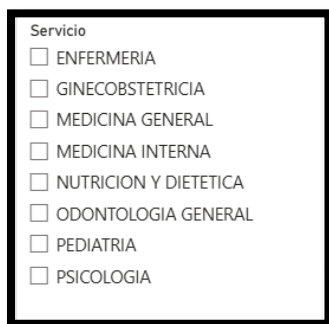 Servicio
ENFERMERIA
GINECOBSTETRICIA
MEDICINA GENERAL
MEDICINA INTERNA
NUTRICION Y DIETETICA
ODONTOLOGIA GENERAL
PEDIATRIA
PSICOLOGIA